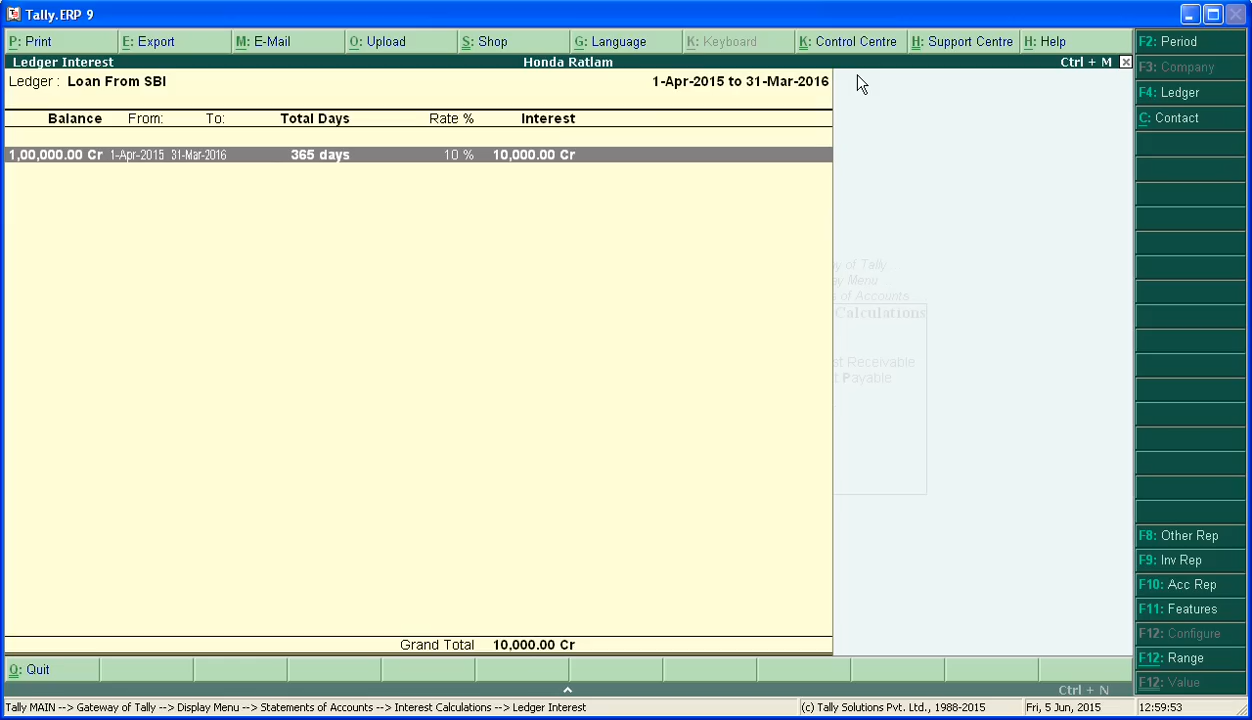 Tally.ERP 9
P: Print E: Export M: E-Mail O: Upload S: Shop G: Language K: Keyboard K: Control Centre H: Support Centre H: Help
F2: Period
Ledger Interest Honda Ratlam Ctrl + M
F3: Company
Ledger : Loan From SBI 1-Apr-2015 to 31-Mar-2016
F4: Ledger
C: Contact
Balance From: To: Total Days Rate % Interest
1,00,000.00 Cr 1-Apr-2015 31-Mar-2016 365 days 10 % 10,000.00 Cr
y of Tally
y Menu
s of Accounts
Calculations
st Receivable
t Payable
F8: Other Rep
F9: Inv Rep
F10: Acc Rep
F11: Features
F12: Configure
F12: Range
F12: Value
Grand Total 10,000.00 Cr
Q: Quit
Ctrl + N
Tally MAIN --> Gateway of Tally --> Display Menu --> Statements of Accounts --> Interest Calculations --> Ledger Interest (c) Tally Solutions Pvt. Ltd., 1988-2015 Fri, 5 Jun, 2015 12:59:53